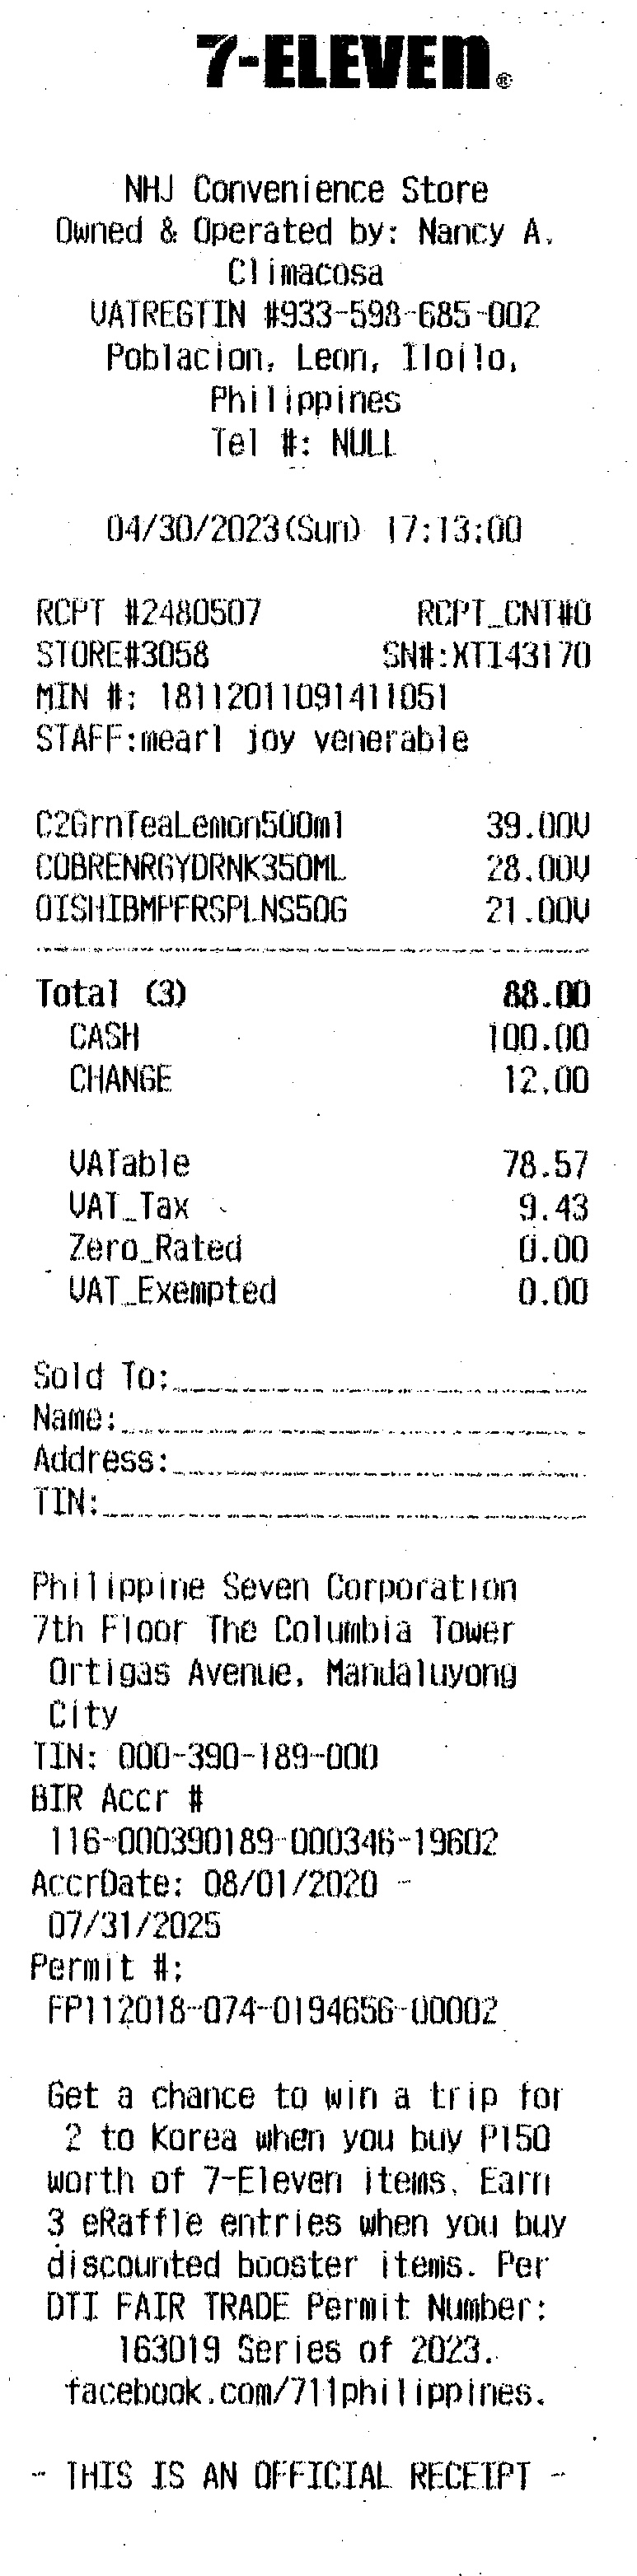 7-ELEVEn®
NHJ Convenience Store
Owned & Operated by: Nancy A.
Climacosa
VATREGTIN #933-598-685-002
Poblacion, Leon, Iloilo,
Philippines
Tel #: NULL
04/30/2023(Sun) 17:13:00
RCPT #2480507 RCPT_CNT#0
STORE#3058 SN#:XTI43170
MIN #: 18112011091411051
STAFF:mearl joy venerable
C2GrnTeaLemon500ml 39.00V
COBRENRGYDRNK350ML 28.00V
OISHIBMPFRSPLNS50G 21.00V
Total (3) 88.00
CASH 100.00
CHANGE 12.00
VATable 78.57
VAT_Tax 9.43
Zero_Rated 0.00
VAT_Exempted 0.00
Sold To:
Name:
Address:
TIN:
Philippine Seven Corporation
7th Floor The Columbia Tower
Ortigas Avenue, Mandaluyong
City
TIN: 000-390-189-000
BIR Accr #
116-000390189-000346-19602
AccrDate: 08/01/2020 -
07/31/2025
Permit #:
FP112018-074-0194656-00002
Get a chance to win a trip for
2 to Korea when you buy P150
worth of 7-Eleven items. Earn
3 eRaffle entries when you buy
discounted booster items. Per
DTI FAIR TRADE Permit Number:
163019 Series of 2023.
facebook.com/711philippines.
- THIS IS AN OFFICIAL RECEIPT -